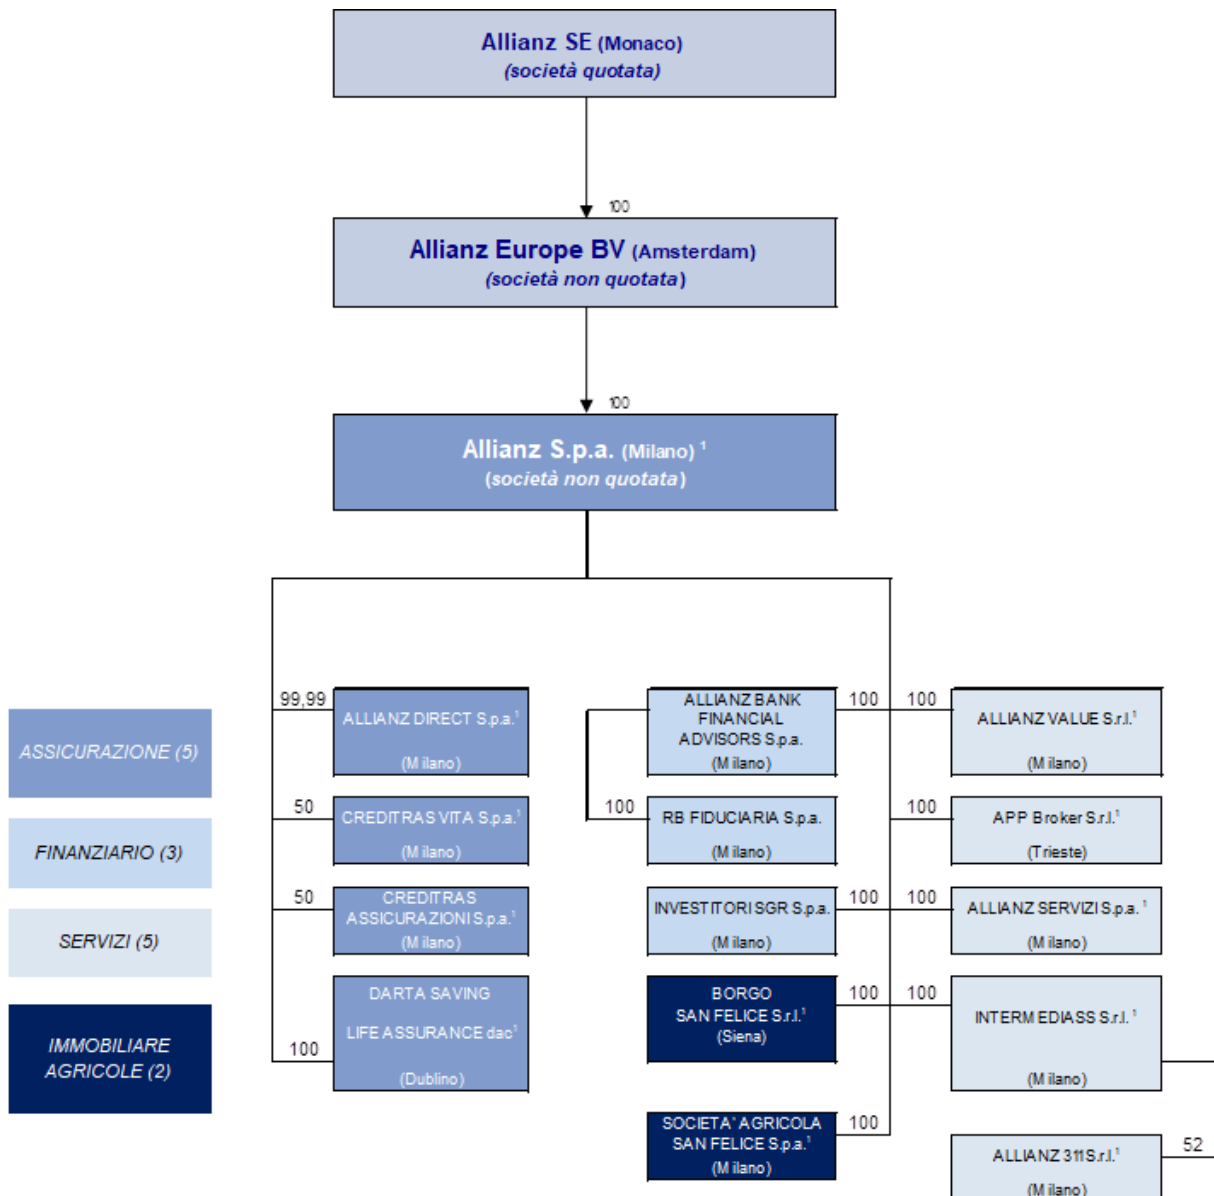 Allianz SE (Monaco)
(società quotata)
100
Allianz Europe BV (Amsterdam)
(società non quotata)
100
Allianz S.p.a. (Milano) ¹
(società non quotata)
ASSICURAZIONE (5)
FINANZIARIO (3)
SERVIZI (5)
IMMOBILIARE
AGRICOLE (2)
99,99
ALLIANZ DIRECT S.p.a.¹
(Milano)
50
CREDITRAS VITA S.p.a.¹
(Milano)
50
CREDITRAS
ASSICURAZIONI S.p.a.¹
(Milano)
100
DARTA SAVING
LIFE ASSURANCE dac¹
(Dublino)
ALLIANZ BANK
FINANCIAL
ADVISORS S.p.a.
(Milano)
100
100
RB FIDUCIARIA S.p.a.
(Milano)
INVESTITORI SGR S.p.a.
(Milano)
100
BORGO
SAN FELICE S.r.l.¹
(Siena)
100
SOCIETA' AGRICOLA
SAN FELICE S.p.a.¹
(Milano)
100
100
ALLIANZ VALUE S.r.l.¹
(Milano)
100
APP Broker S.r.l.¹
(Trieste)
100
ALLIANZ SERVIZI S.p.a.¹
(Milano)
100
INTERMEDIASS S.r.l.¹
(Milano)
ALLIANZ 311 S.r.l.¹
(Milano)
52